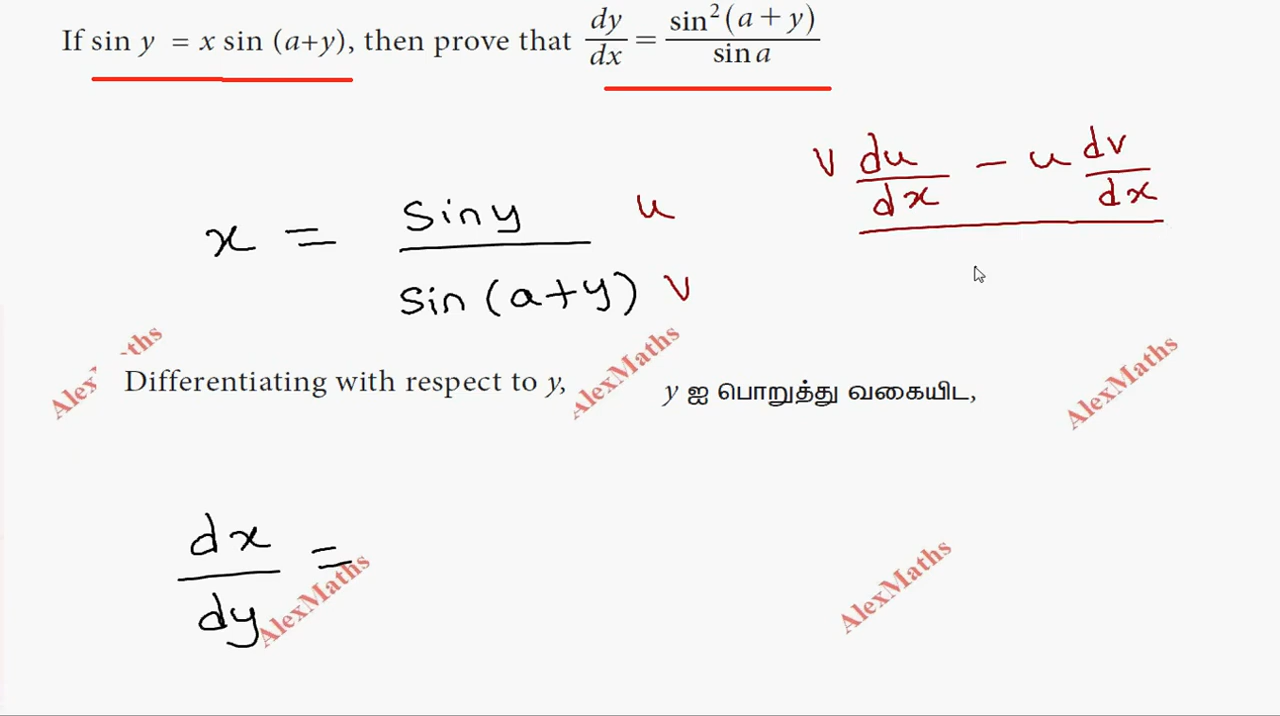 If sin y = x sin (a+y), then prove that dy/dx = sin²(a+y)/sin a
v du/dx − u dv/dx
x = sin y / sin (a+y)
u
v
AlexMaths
AlexMaths
AlexMaths
Differentiating with respect to y,
y ஐ பொறுத்து வகையிட,
dx/dy =
AlexMaths
AlexMaths